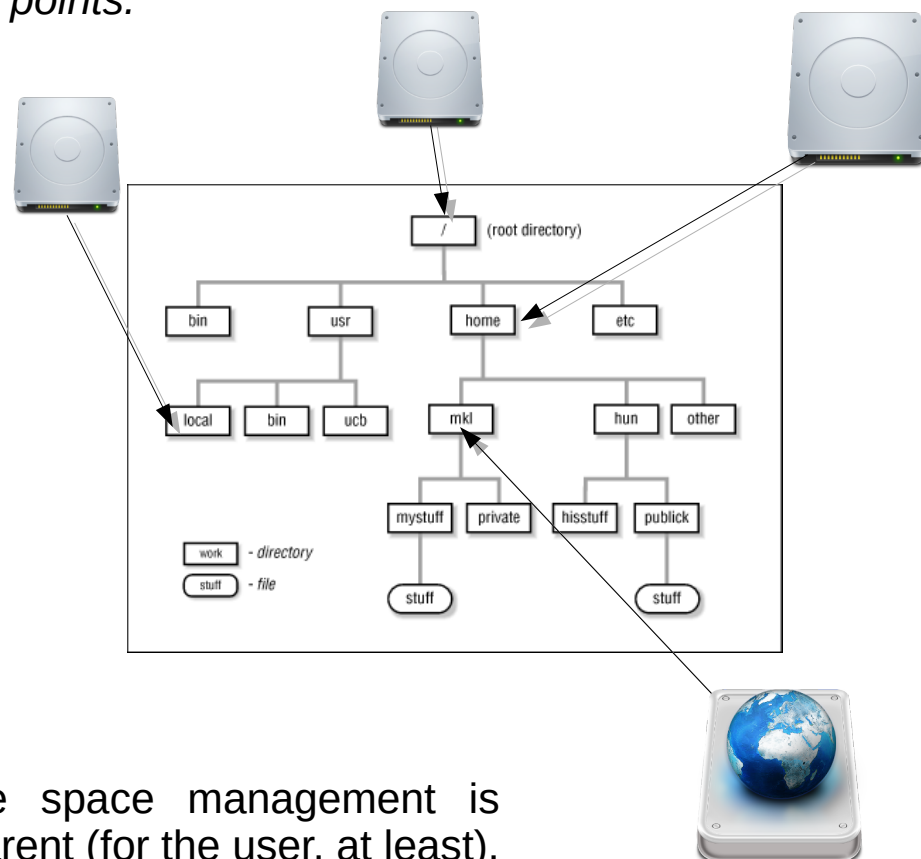 points.
/ (root directory)
bin usr home etc
local bin ucb mkl hun other
mystuff private hisstuff publick
work - directory
stuff - file
stuff stuff
space management is
(for the user, at least).